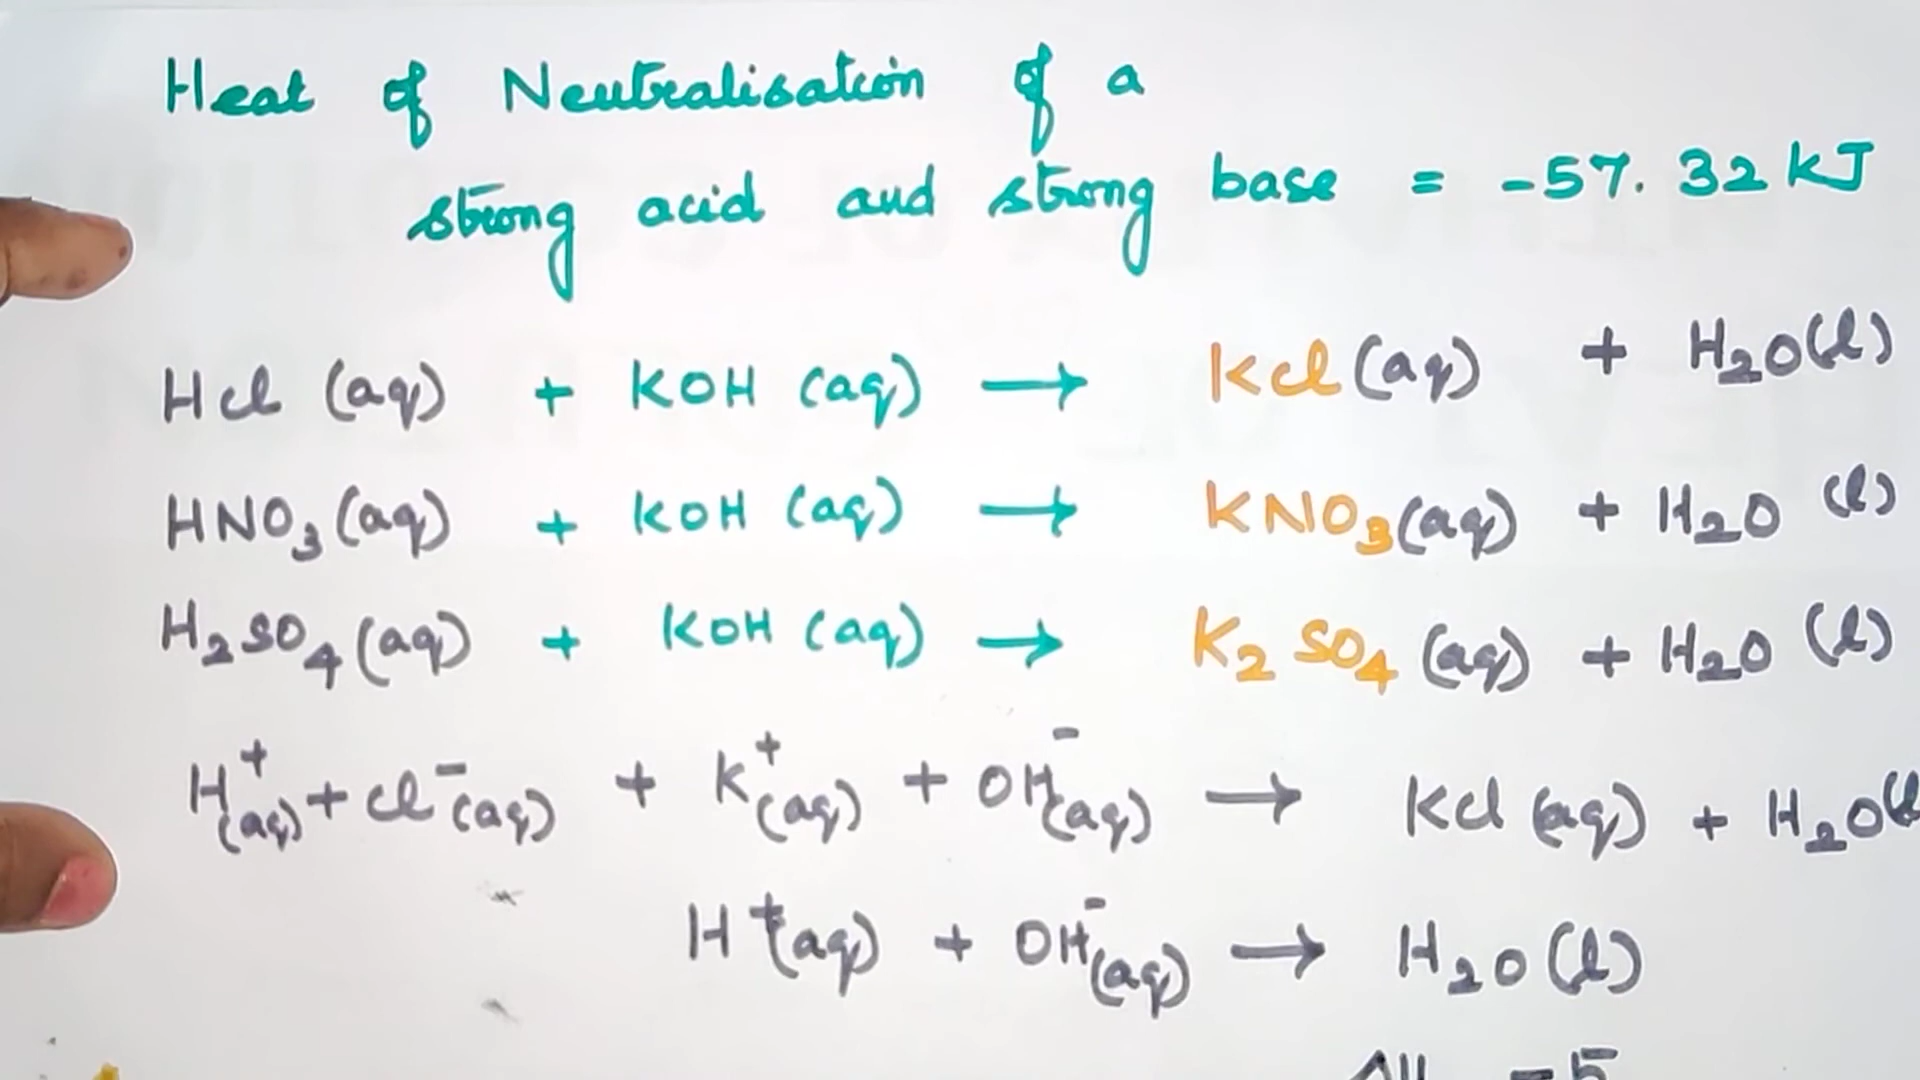 Heat of Neutralisation of a
strong acid and strong base = -57.32 kJ
HCl (aq) + KOH (aq) → KCl (aq) + H₂O(l)
HNO₃(aq) + KOH (aq) → KNO₃(aq) + H₂O (l)
H₂SO₄(aq) + KOH (aq) → K₂SO₄ (aq) + H₂O (l)
H⁺(aq) + Cl⁻(aq) + K⁺(aq) + OH⁻(aq) → KCl (aq) + H₂O(l
H⁺(aq) + OH⁻(aq) → H₂O (l)